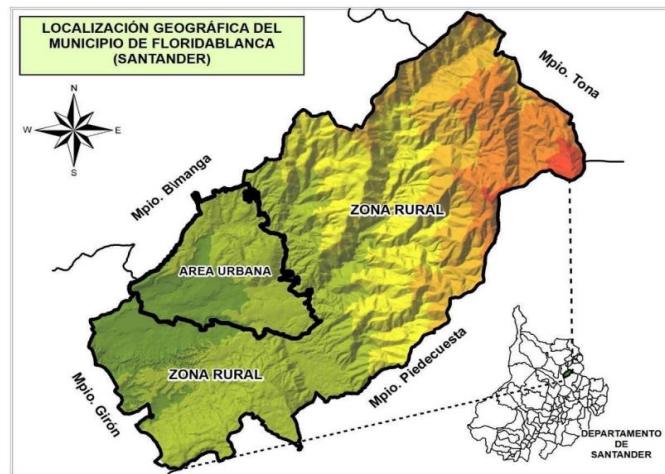 LOCALIZACIÓN GEOGRÁFICA DEL
MUNICIPIO DE FLORIDABLANCA
(SANTANDER)
N
W
E
S
Mpio. Tona
Mpio. B\manga
ZONA RURAL
AREA URBANA
ZONA RURAL
Mpio. Girón
Mpio. Piedecuesta
DEPARTAMENTO
DE
SANTANDER